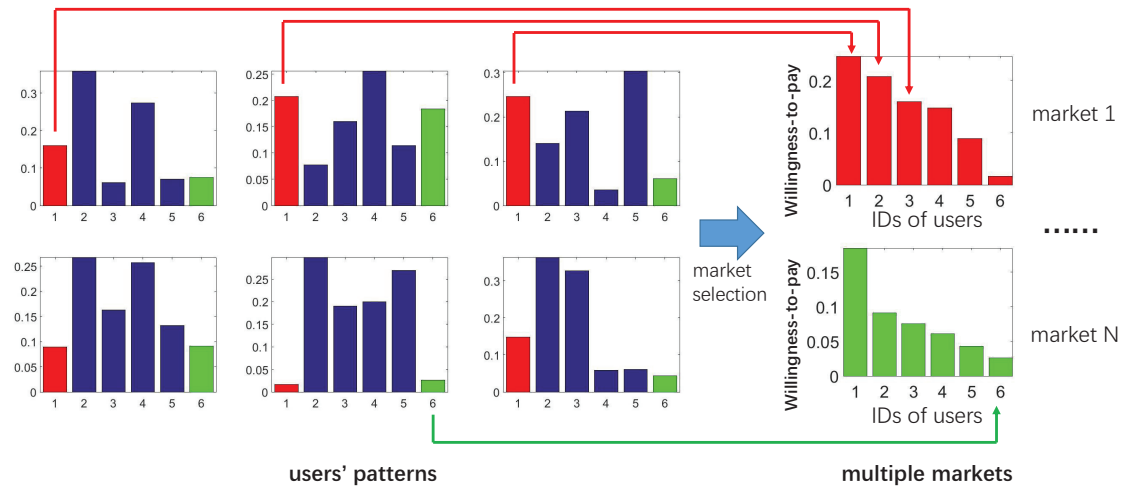 0.3
0.2
0.1
0
1 2 3 4 5 6
0.25
0.2
0.15
0.1
0.05
0
1 2 3 4 5 6
0.3
0.2
0.1
0
1 2 3 4 5 6
0.25
0.2
0.15
0.1
0.05
0
1 2 3 4 5 6
0.25
0.2
0.15
0.1
0.05
0
1 2 3 4 5 6
0.3
0.2
0.1
0
1 2 3 4 5 6
users’ patterns
market
selection
Willingness-to-pay
0.2
0.1
0
1 2 3 4 5 6
IDs of users
market 1
......
Willingness-to-pay
0.15
0.1
0.05
0
1 2 3 4 5 6
IDs of users
market N
multiple markets